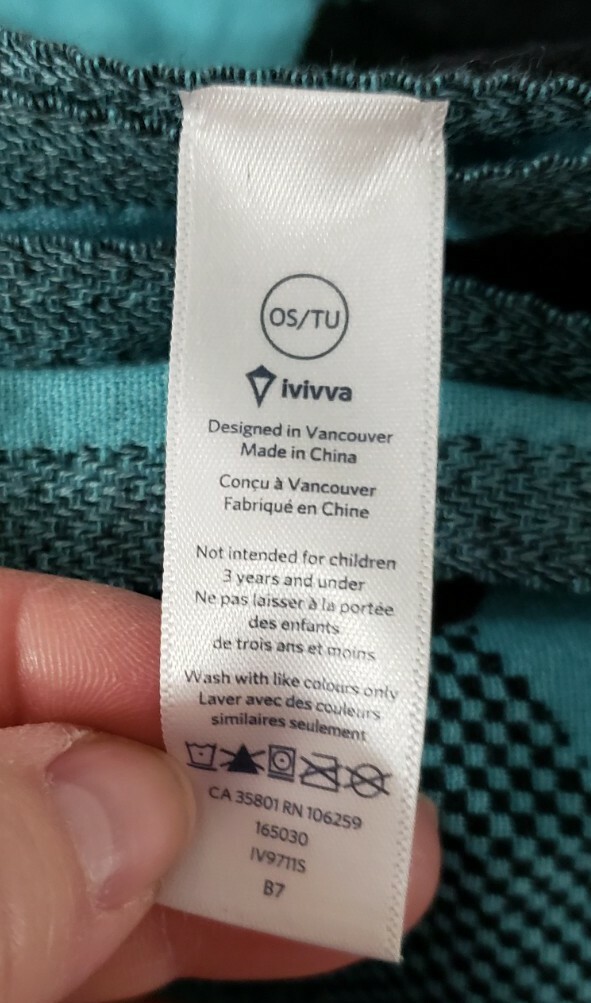 OS/TU
ivivva
Designed in Vancouver
Made in China
Conçu à Vancouver
Fabriqué en Chine
Not intended for children
3 years and under
Ne pas laisser à la portée
des enfants
de trois ans et moins
Wash with like colours only
Laver avec des couleurs
similaires seulement
CA 35801 RN 106259
165030
IV9711S
B7